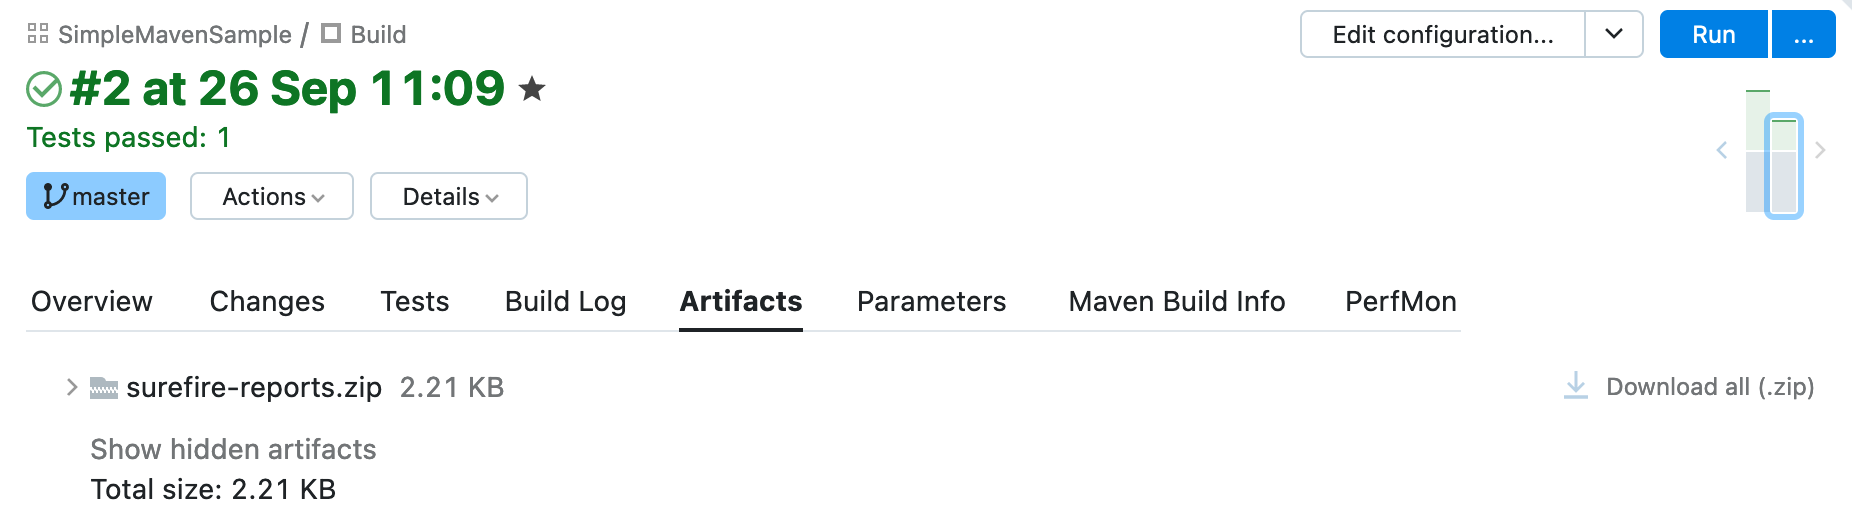 SimpleMavenSample / Build
Edit configuration...
Run
...
#2 at 26 Sep 11:09
Tests passed: 1
master
Actions
Details
Overview
Changes
Tests
Build Log
Artifacts
Parameters
Maven Build Info
PerfMon
surefire-reports.zip 2.21 KB
Download all (.zip)
Show hidden artifacts
Total size: 2.21 KB